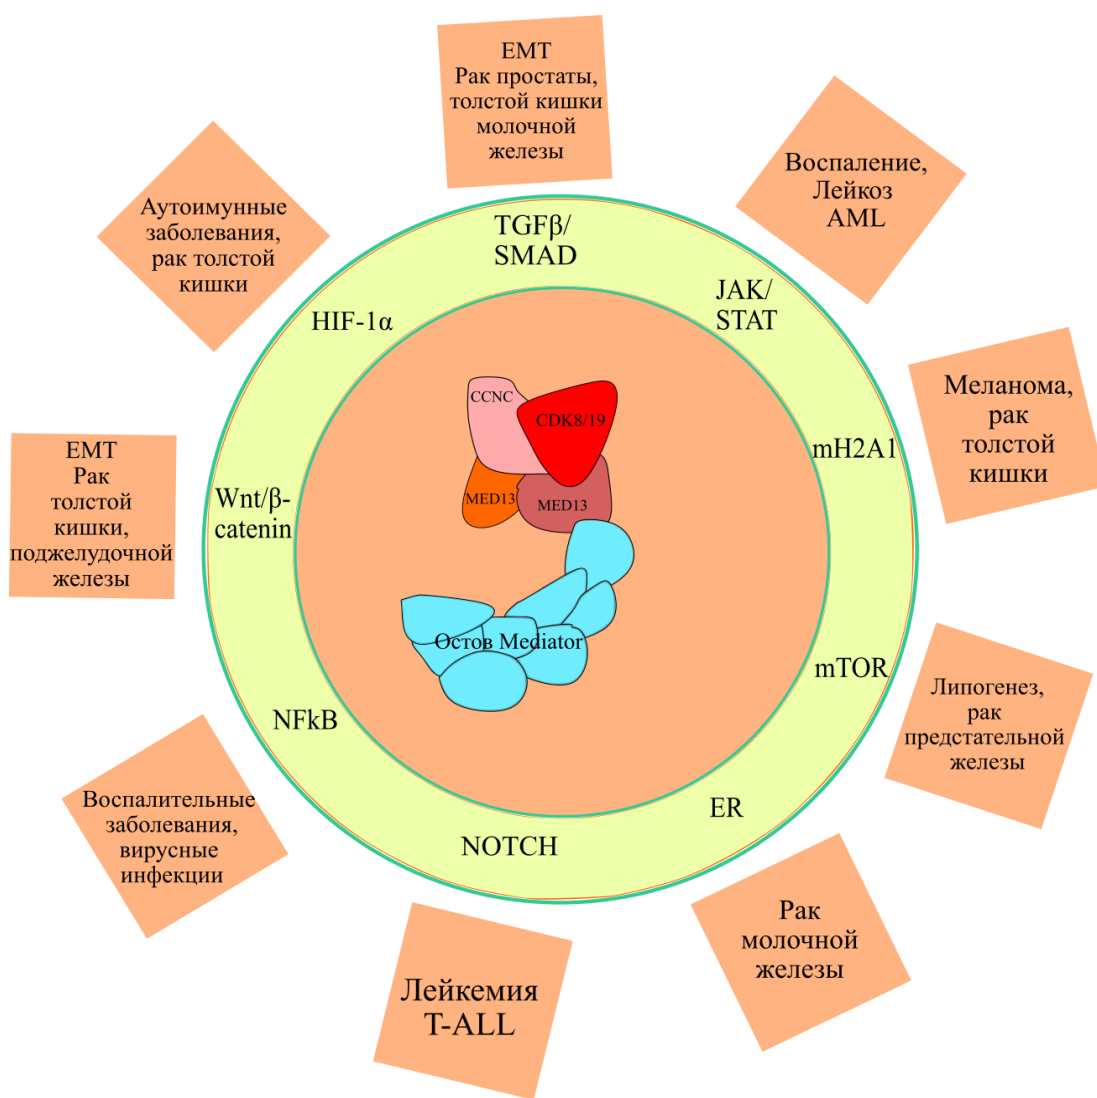 EMT
Рак простаты,
толстой кишки
молочной
железы
Воспаление,
Лейкоз
AML
Аутоимунные
заболевания,
рак толстой
кишки
TGFβ/
SMAD
JAK/
STAT
HIF-1α
Меланома,
рак
толстой
кишки
CCNC
CDK8/19
mH2A1
EMT
Рак
толстой
кишки,
поджелудочной
железы
Wnt/β-
catenin
MED13
MED13
Остов Mediator
mTOR
Липогенез,
рак
предстательной
железы
NFkB
Воспалительные
заболевания,
вирусные
инфекции
ER
NOTCH
Рак
молочной
железы
Лейкемия
T-ALL